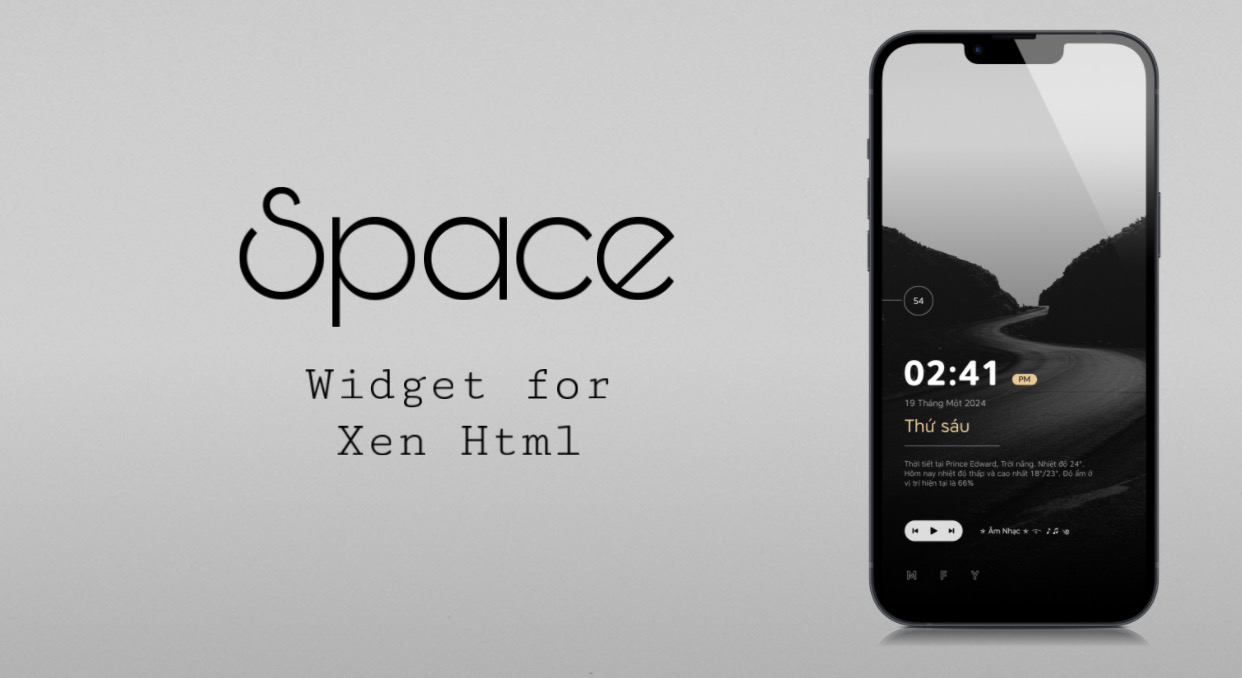 Space
Widget for
Xen Html
54
02:41 PM
19 Tháng Một 2024
Thứ sáu
Thời tiết tại Prince Edward, Trời nắng. Nhiệt độ 24°.
Hôm nay nhiệt độ thấp và cao nhất 18°/23°. Độ ẩm ở
vị trí hiện tại là 66%
★ Âm Nhạc ★ ♪♫
M F Y